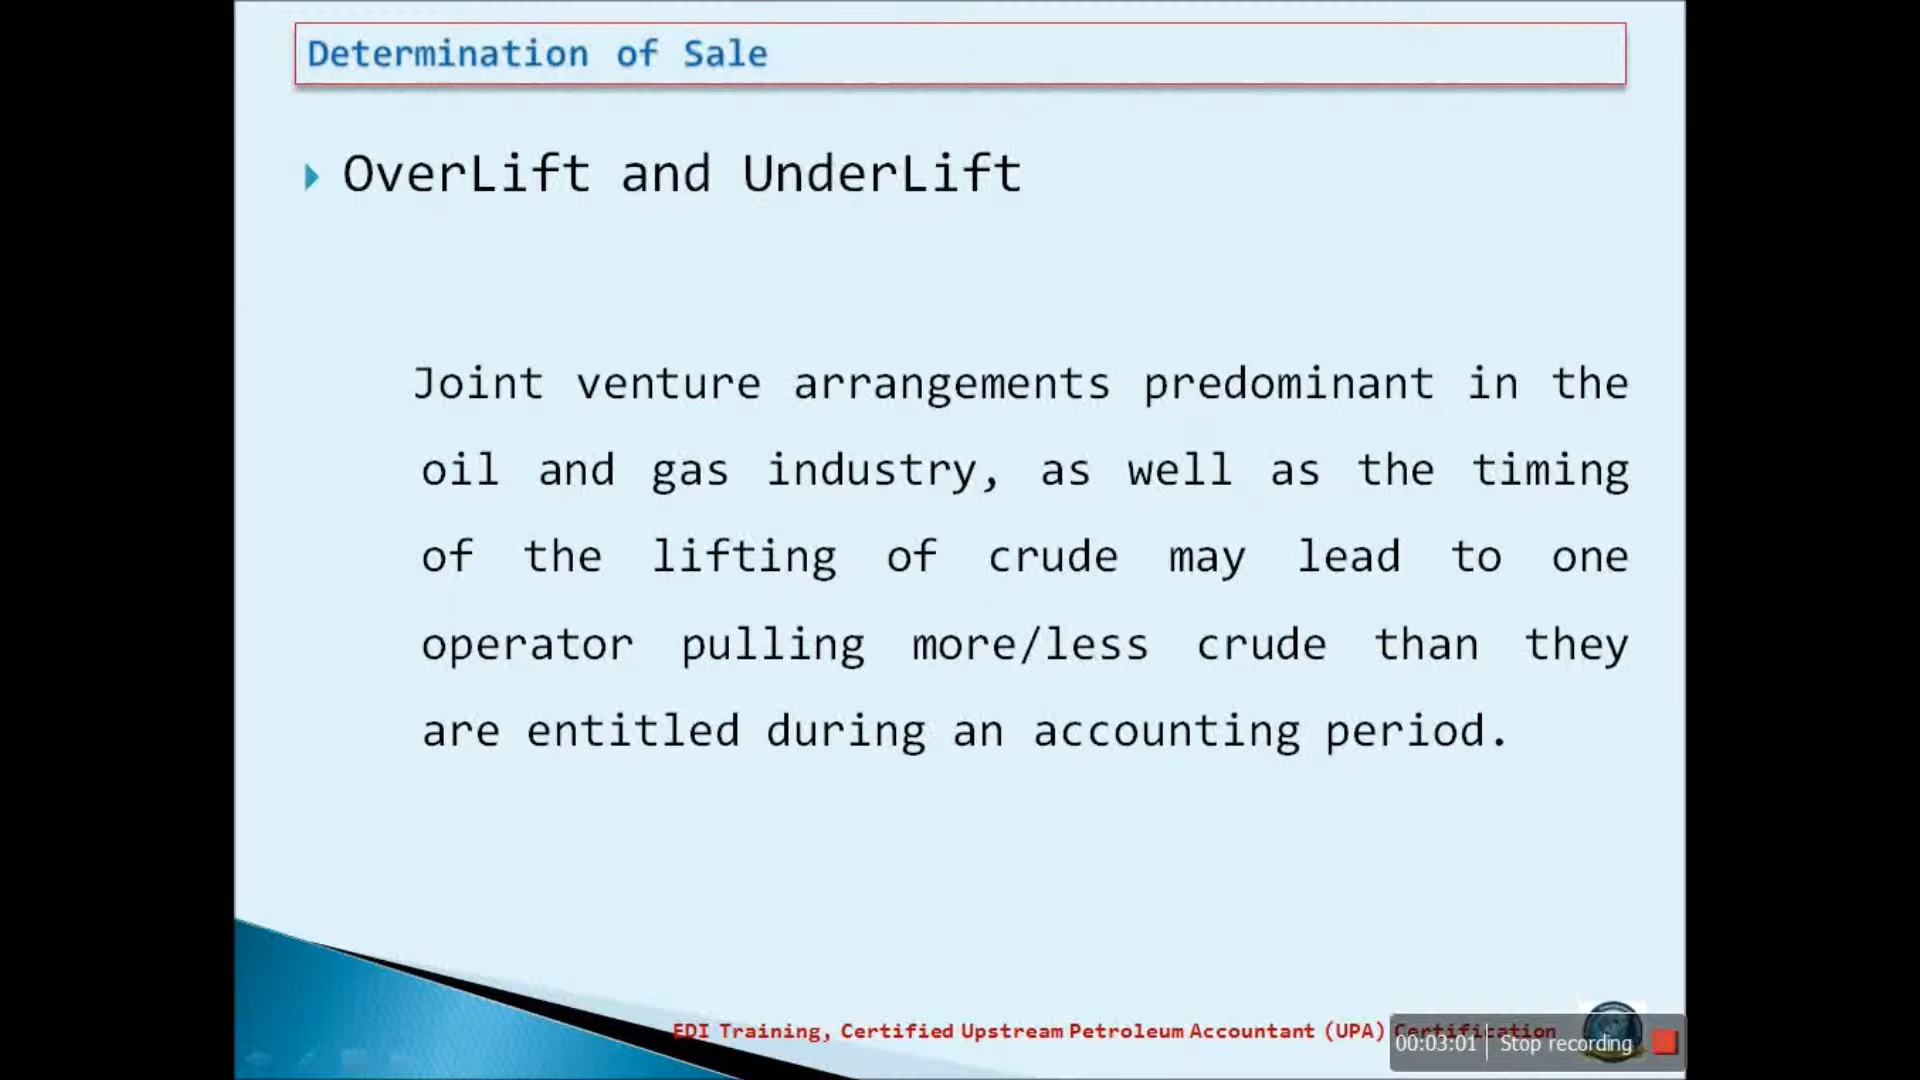 Determination of Sale
OverLift and UnderLift
Joint venture arrangements predominant in the
oil and gas industry, as well as the timing
of the lifting of crude may lead to one
operator pulling more/less crude than they
are entitled during an accounting period.
EDI Training, Certified Upstream Petroleum Accountant (UPA) Certification
00:03:01 Stop recording